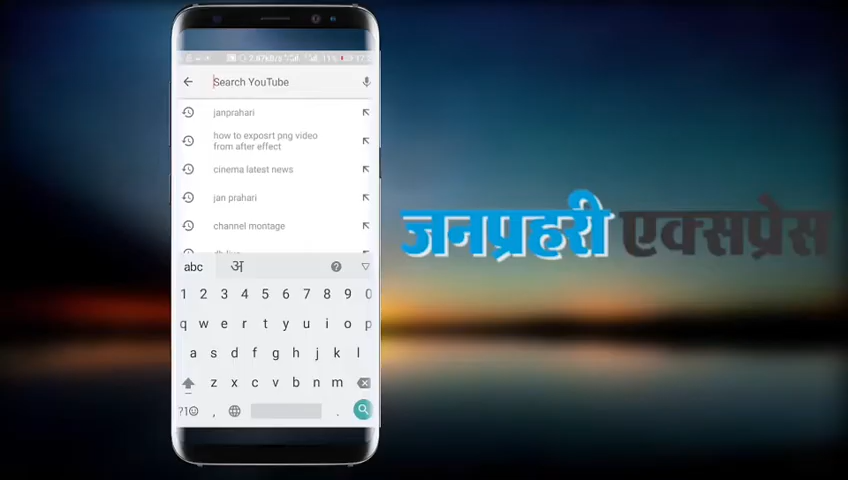 Search YouTube
janprahari
how to exposrt png video
from after effect
cinema latest news
jan prahari
channel montage
abc अ
1 2 3 4 5 6 7 8 9 0
q w e r t y u i o p
a s d f g h j k l
z x c v b n m
?1☺ , .
जनप्रहरी एक्सप्रेस